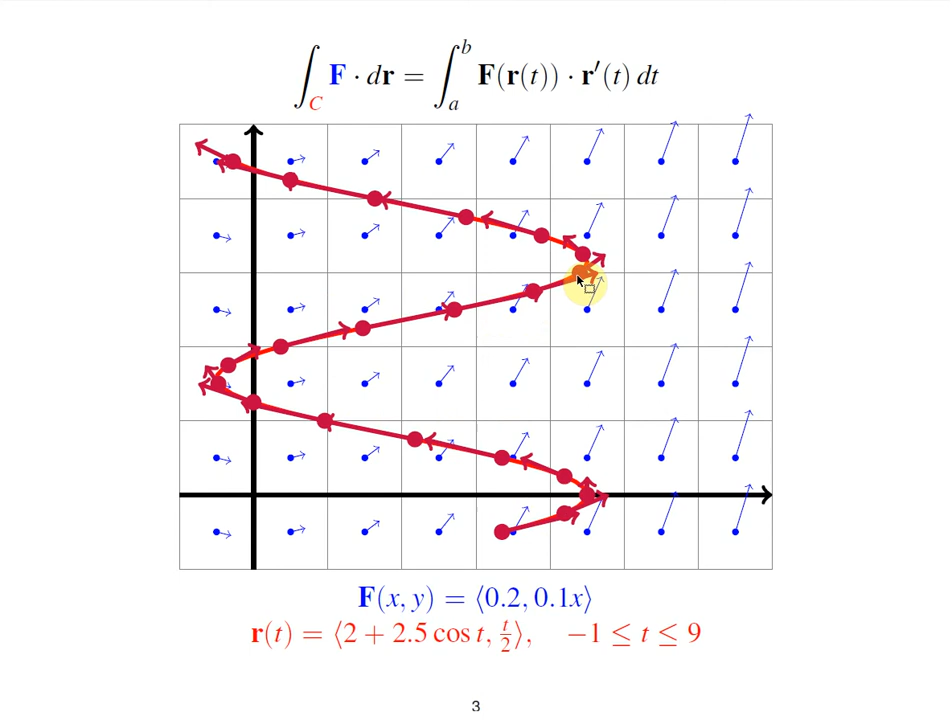 ∫_C F · dr = ∫_a^b F(r(t)) · r′(t) dt
F(x, y) = ⟨0.2, 0.1x⟩
r(t) = ⟨2 + 2.5 cos t, t/2⟩, −1 ≤ t ≤ 9
3